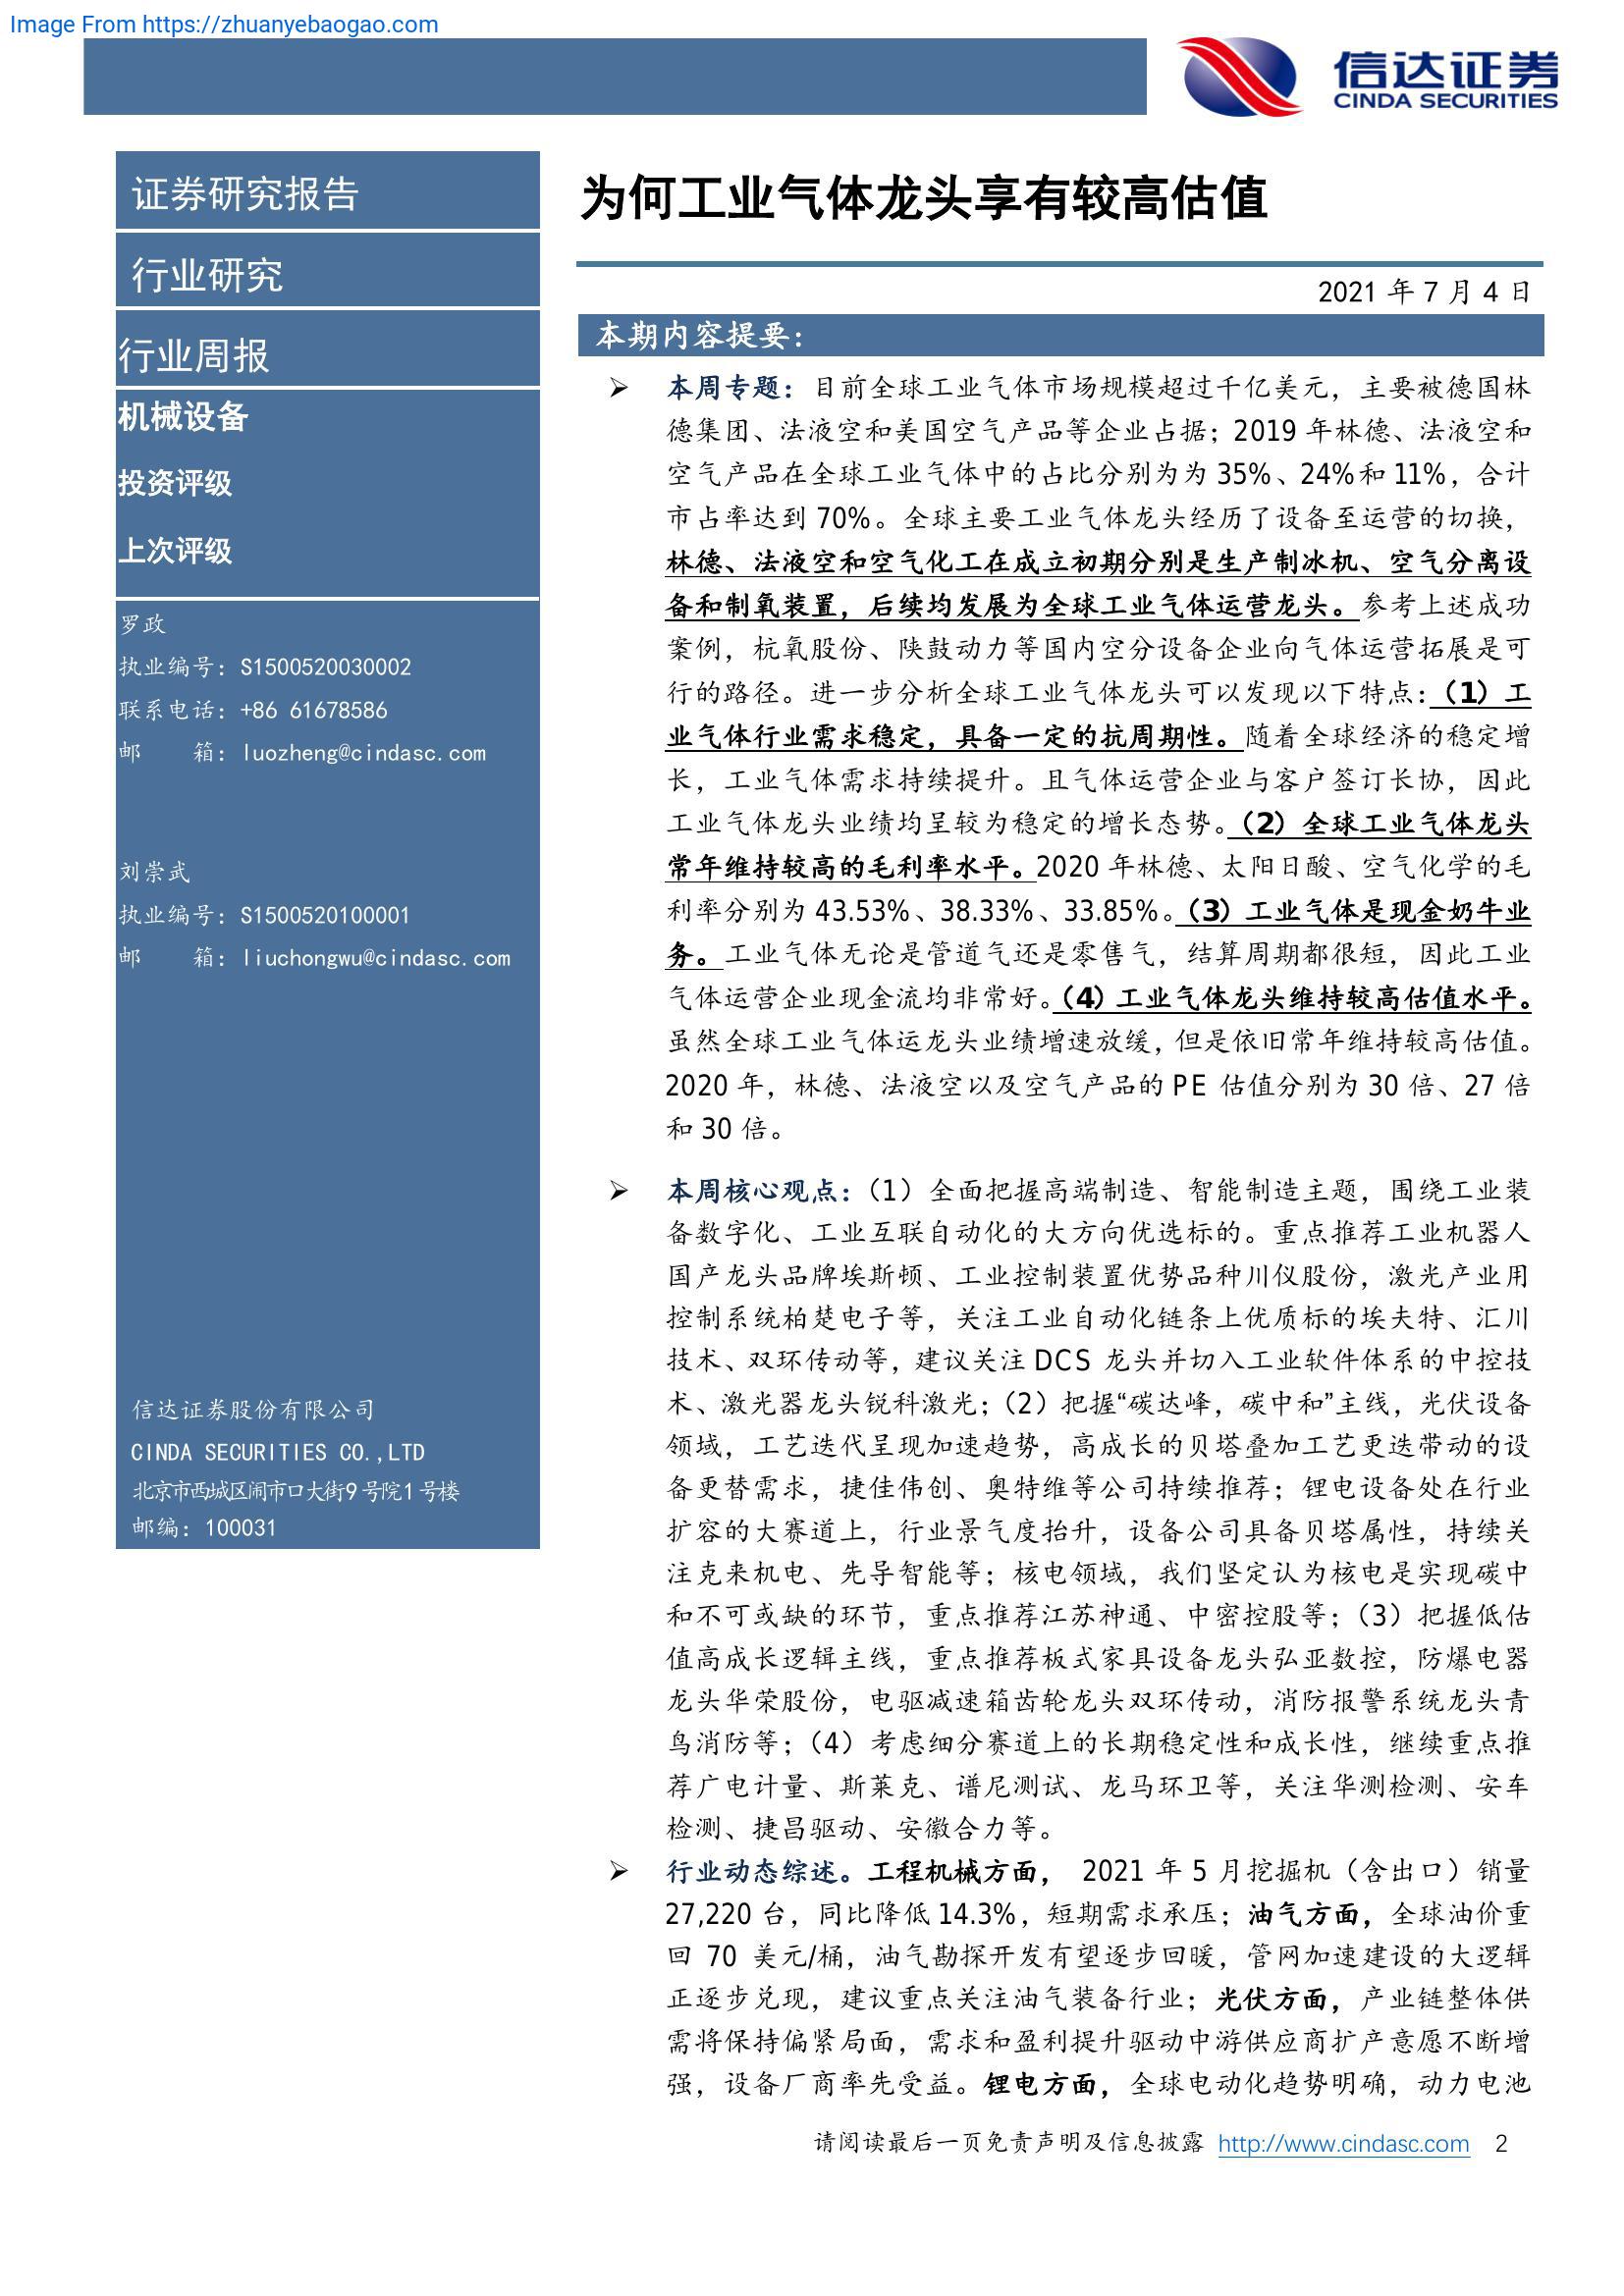 Image From https://zhuanyebaogao.com
信达证券
CINDA SECURITIES
证券研究报告
行业研究
行业周报
机械设备
投资评级
上次评级
罗政
执业编号：S1500520030002
联系电话：+86 61678586
邮 箱：luozheng@cindasc.com
刘崇武
执业编号：S1500520100001
邮 箱：liuchongwu@cindasc.com
信达证券股份有限公司
CINDA SECURITIES CO.,LTD
北京市西城区闹市口大街9号院1号楼
邮编：100031
为何工业气体龙头享有较高估值
2021 年 7 月 4 日
本期内容提要：
➢ 本周专题：目前全球工业气体市场规模超过千亿美元，主要被德国林
德集团、法液空和美国空气产品等企业占据；2019 年林德、法液空和
空气产品在全球工业气体中的占比分别为为 35%、24%和 11%，合计
市占率达到 70%。全球主要工业气体龙头经历了设备至运营的切换，
林德、法液空和空气化工在成立初期分别是生产制冰机、空气分离设
备和制氧装置，后续均发展为全球工业气体运营龙头。参考上述成功
案例，杭氧股份、陕鼓动力等国内空分设备企业向气体运营拓展是可
行的路径。进一步分析全球工业气体龙头可以发现以下特点：（1）工
业气体行业需求稳定，具备一定的抗周期性。随着全球经济的稳定增
长，工业气体需求持续提升。且气体运营企业与客户签订长协，因此
工业气体龙头业绩均呈较为稳定的增长态势。（2）全球工业气体龙头
常年维持较高的毛利率水平。2020 年林德、太阳日酸、空气化学的毛
利率分别为 43.53%、38.33%、33.85%。（3）工业气体是现金奶牛业
务。工业气体无论是管道气还是零售气，结算周期都很短，因此工业
气体运营企业现金流均非常好。（4）工业气体龙头维持较高估值水平。
虽然全球工业气体运龙头业绩增速放缓，但是依旧常年维持较高估值。
2020 年，林德、法液空以及空气产品的 PE 估值分别为 30 倍、27 倍
和 30 倍。
➢ 本周核心观点：（1）全面把握高端制造、智能制造主题，围绕工业装
备数字化、工业互联自动化的大方向优选标的。重点推荐工业机器人
国产龙头品牌埃斯顿、工业控制装置优势品种川仪股份，激光产业用
控制系统柏楚电子等，关注工业自动化链条上优质标的埃夫特、汇川
技术、双环传动等，建议关注 DCS 龙头并切入工业软件体系的中控技
术、激光器龙头锐科激光；（2）把握“碳达峰，碳中和”主线，光伏设备
领域，工艺迭代呈现加速趋势，高成长的贝塔叠加工艺更迭带动的设
备更替需求，捷佳伟创、奥特维等公司持续推荐；锂电设备处在行业
扩容的大赛道上，行业景气度抬升，设备公司具备贝塔属性，持续关
注克来机电、先导智能等；核电领域，我们坚定认为核电是实现碳中
和不可或缺的环节，重点推荐江苏神通、中密控股等；（3）把握低估
值高成长逻辑主线，重点推荐板式家具设备龙头弘亚数控，防爆电器
龙头华荣股份，电驱减速箱齿轮龙头双环传动，消防报警系统龙头青
鸟消防等；（4）考虑细分赛道上的长期稳定性和成长性，继续重点推
荐广电计量、斯莱克、谱尼测试、龙马环卫等，关注华测检测、安车
检测、捷昌驱动、安徽合力等。
➢ 行业动态综述。工程机械方面， 2021 年 5 月挖掘机（含出口）销量
27,220 台，同比降低 14.3%，短期需求承压；油气方面，全球油价重
回 70 美元/桶，油气勘探开发有望逐步回暖，管网加速建设的大逻辑
正逐步兑现，建议重点关注油气装备行业；光伏方面，产业链整体供
需将保持偏紧局面，需求和盈利提升驱动中游供应商扩产意愿不断增
强，设备厂商率先受益。锂电方面，全球电动化趋势明确，动力电池
请阅读最后一页免责声明及信息披露 http://www.cindasc.com 2